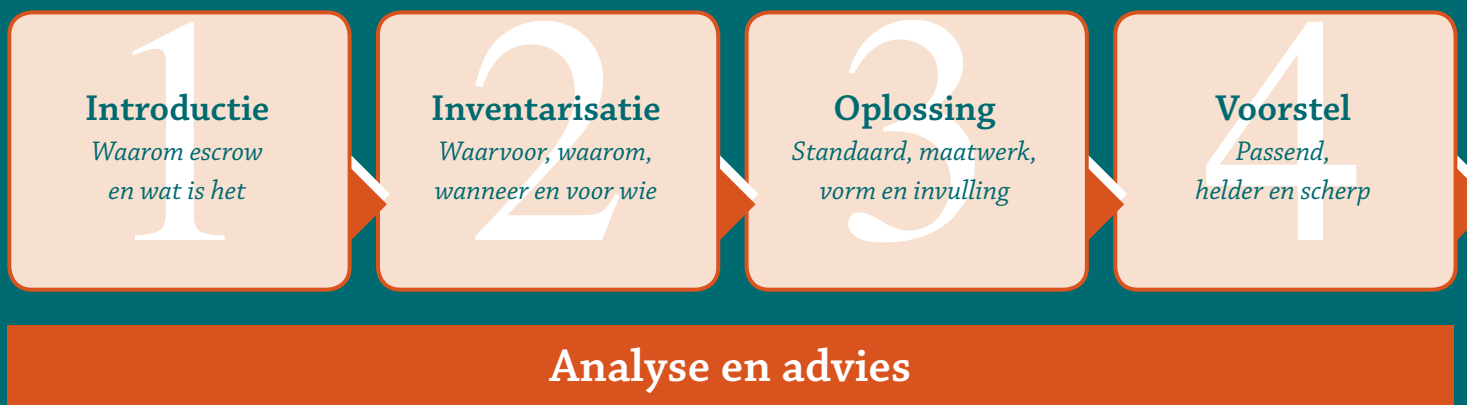 1
Introductie
Waarom escrow
en wat is het
2
Inventarisatie
Waarvoor, waarom,
wanneer en voor wie
3
Oplossing
Standaard, maatwerk,
vorm en invulling
4
Voorstel
Passend,
helder en scherp
Analyse en advies